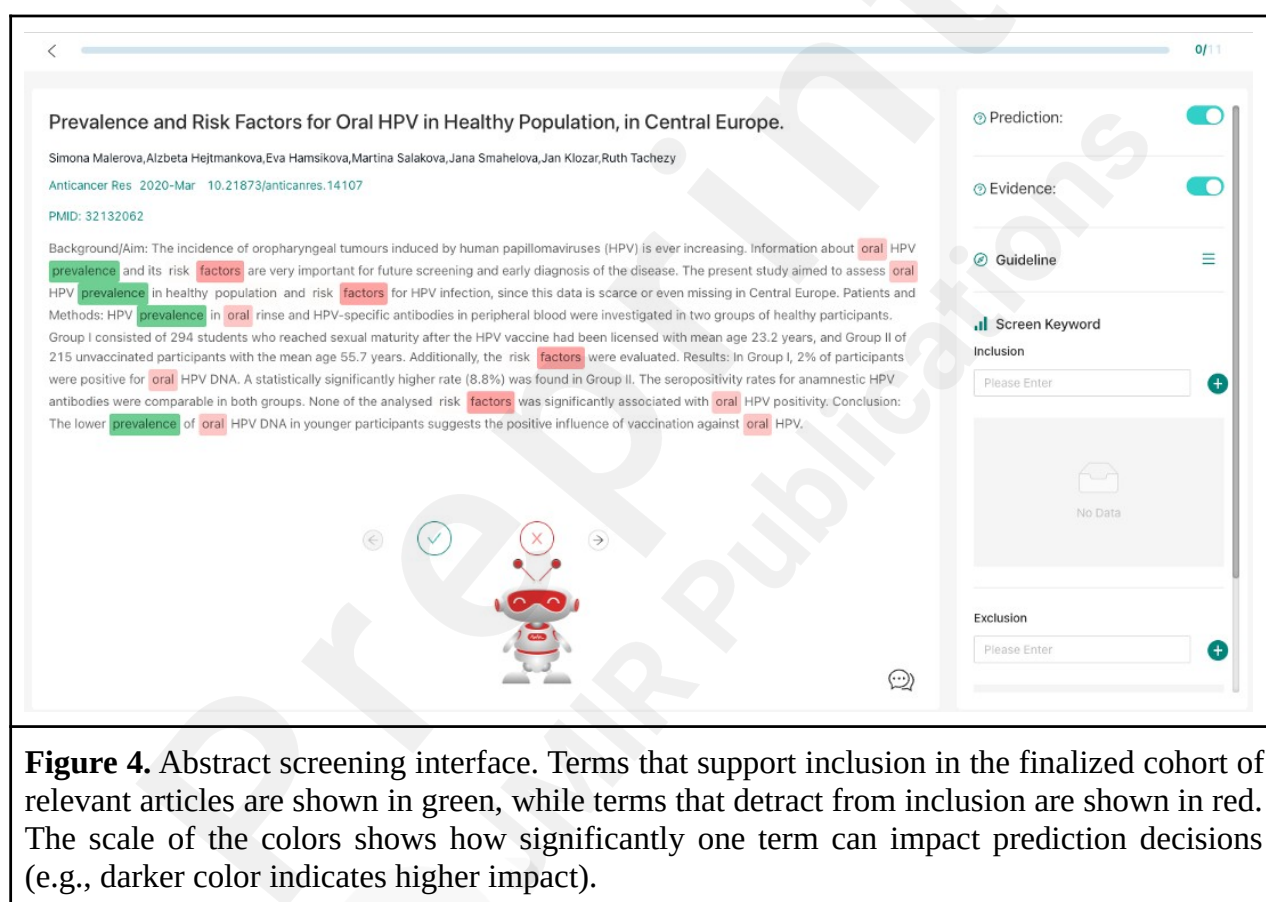 0/11
Prevalence and Risk Factors for Oral HPV in Healthy Population, in Central Europe.
Simona Malerova,Alzbeta Hejtmankova,Eva Hamsikova,Martina Salakova,Jana Smahelova,Jan Klozar,Ruth Tachezy
Anticancer Res 2020-Mar 10.21873/anticanres.14107
PMID: 32132062
Background/Aim: The incidence of oropharyngeal tumours induced by human papillomaviruses (HPV) is ever increasing. Information about oral HPV
prevalence and its risk factors are very important for future screening and early diagnosis of the disease. The present study aimed to assess oral
HPV prevalence in healthy population and risk factors for HPV infection, since this data is scarce or even missing in Central Europe. Patients and
Methods: HPV prevalence in oral rinse and HPV-specific antibodies in peripheral blood were investigated in two groups of healthy participants.
Group I consisted of 294 students who reached sexual maturity after the HPV vaccine had been licensed with mean age 23.2 years, and Group II of
215 unvaccinated participants with the mean age 55.7 years. Additionally, the risk factors were evaluated. Results: In Group I, 2% of participants
were positive for oral HPV DNA. A statistically significantly higher rate (8.8%) was found in Group II. The seropositivity rates for anamnestic HPV
antibodies were comparable in both groups. None of the analysed risk factors was significantly associated with oral HPV positivity. Conclusion:
The lower prevalence of oral HPV DNA in younger participants suggests the positive influence of vaccination against oral HPV.
Prediction:
Evidence:
Guideline
Screen Keyword
Inclusion
Please Enter
No Data
Exclusion
Please Enter
Preprint
JMIR Publications
Figure 4. Abstract screening interface. Terms that support inclusion in the finalized cohort of
relevant articles are shown in green, while terms that detract from inclusion are shown in red.
The scale of the colors shows how significantly one term can impact prediction decisions
(e.g., darker color indicates higher impact).